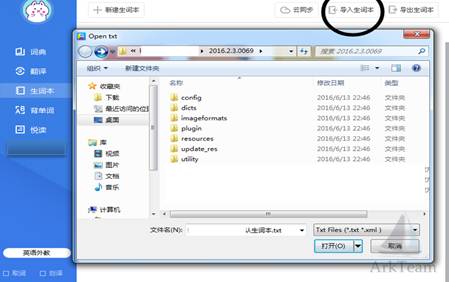 + 新建生词本
云同步
导入生词本
导出生词本
词典
翻译
生词本
背单词
悦读
英语外教
取词
划译
Open txt
2016.2.3.0069
搜索 2016.2.3.0069
组织
新建文件夹
收藏夹
下载
最近访问的位置
桌面
库
视频
图片
文档
音乐
计算机
名称
修改日期
类型
config
2016/6/13 22:46
文件夹
dicts
2016/6/13 22:46
文件夹
imageformats
2016/6/13 22:46
文件夹
plugin
2016/6/13 22:46
文件夹
resources
2016/6/13 22:46
文件夹
update_res
2016/6/13 22:46
文件夹
utility
2016/6/13 22:46
文件夹
文件名(N):
从生词本.txt
Txt Files (*.txt *.xml )
打开(O)
取消
ArkTeam